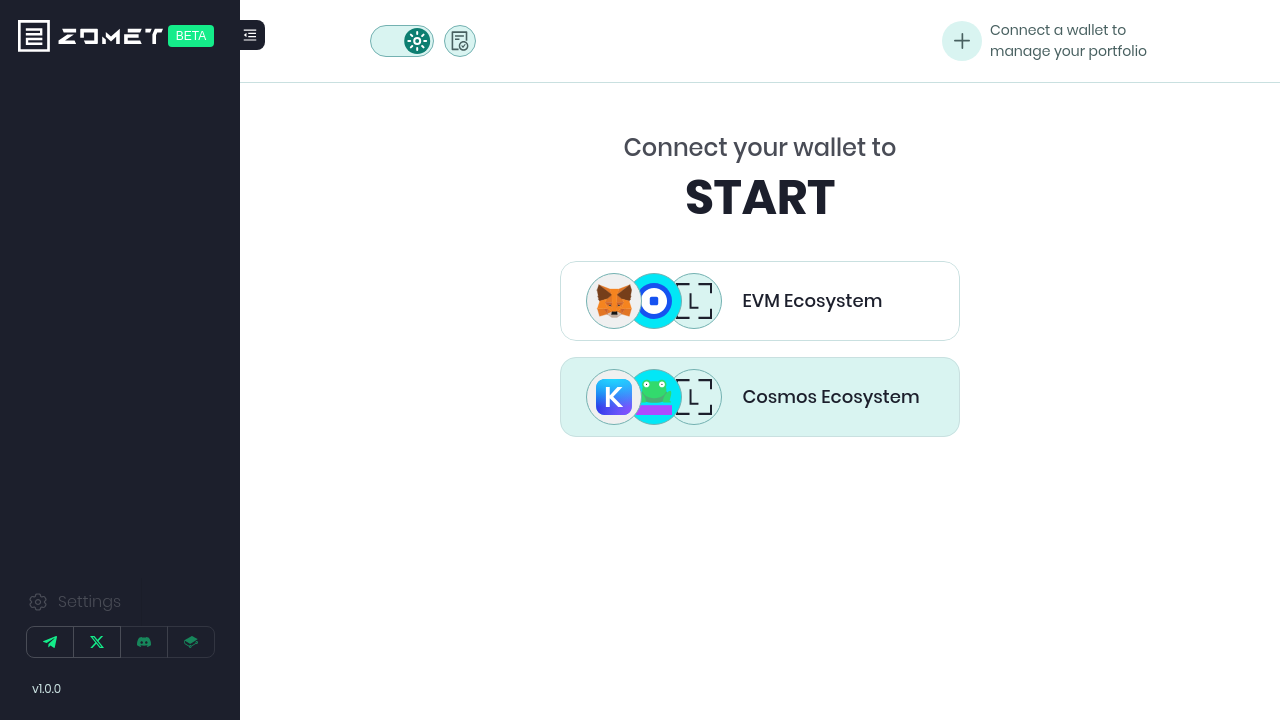 ZOMET
BETA
Connect a wallet to
manage your portfolio
Connect your wallet to
START
L
EVM Ecosystem
K
L
Cosmos Ecosystem
Settings
v1.0.0